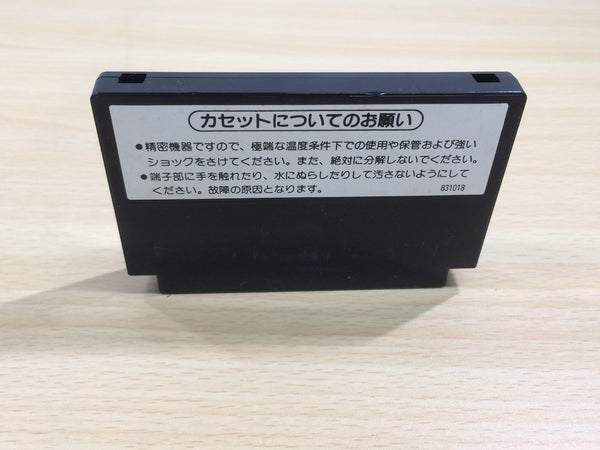 カセットについてのお願い
●精密機器ですので、極端な温度条件下での使用や保管および強い
ショックをさけてください。また、絶対に分解しないでください。
●端子部に手を触れたり、水にぬらしたりして汚さないようにして
ください。故障の原因となります。
831018